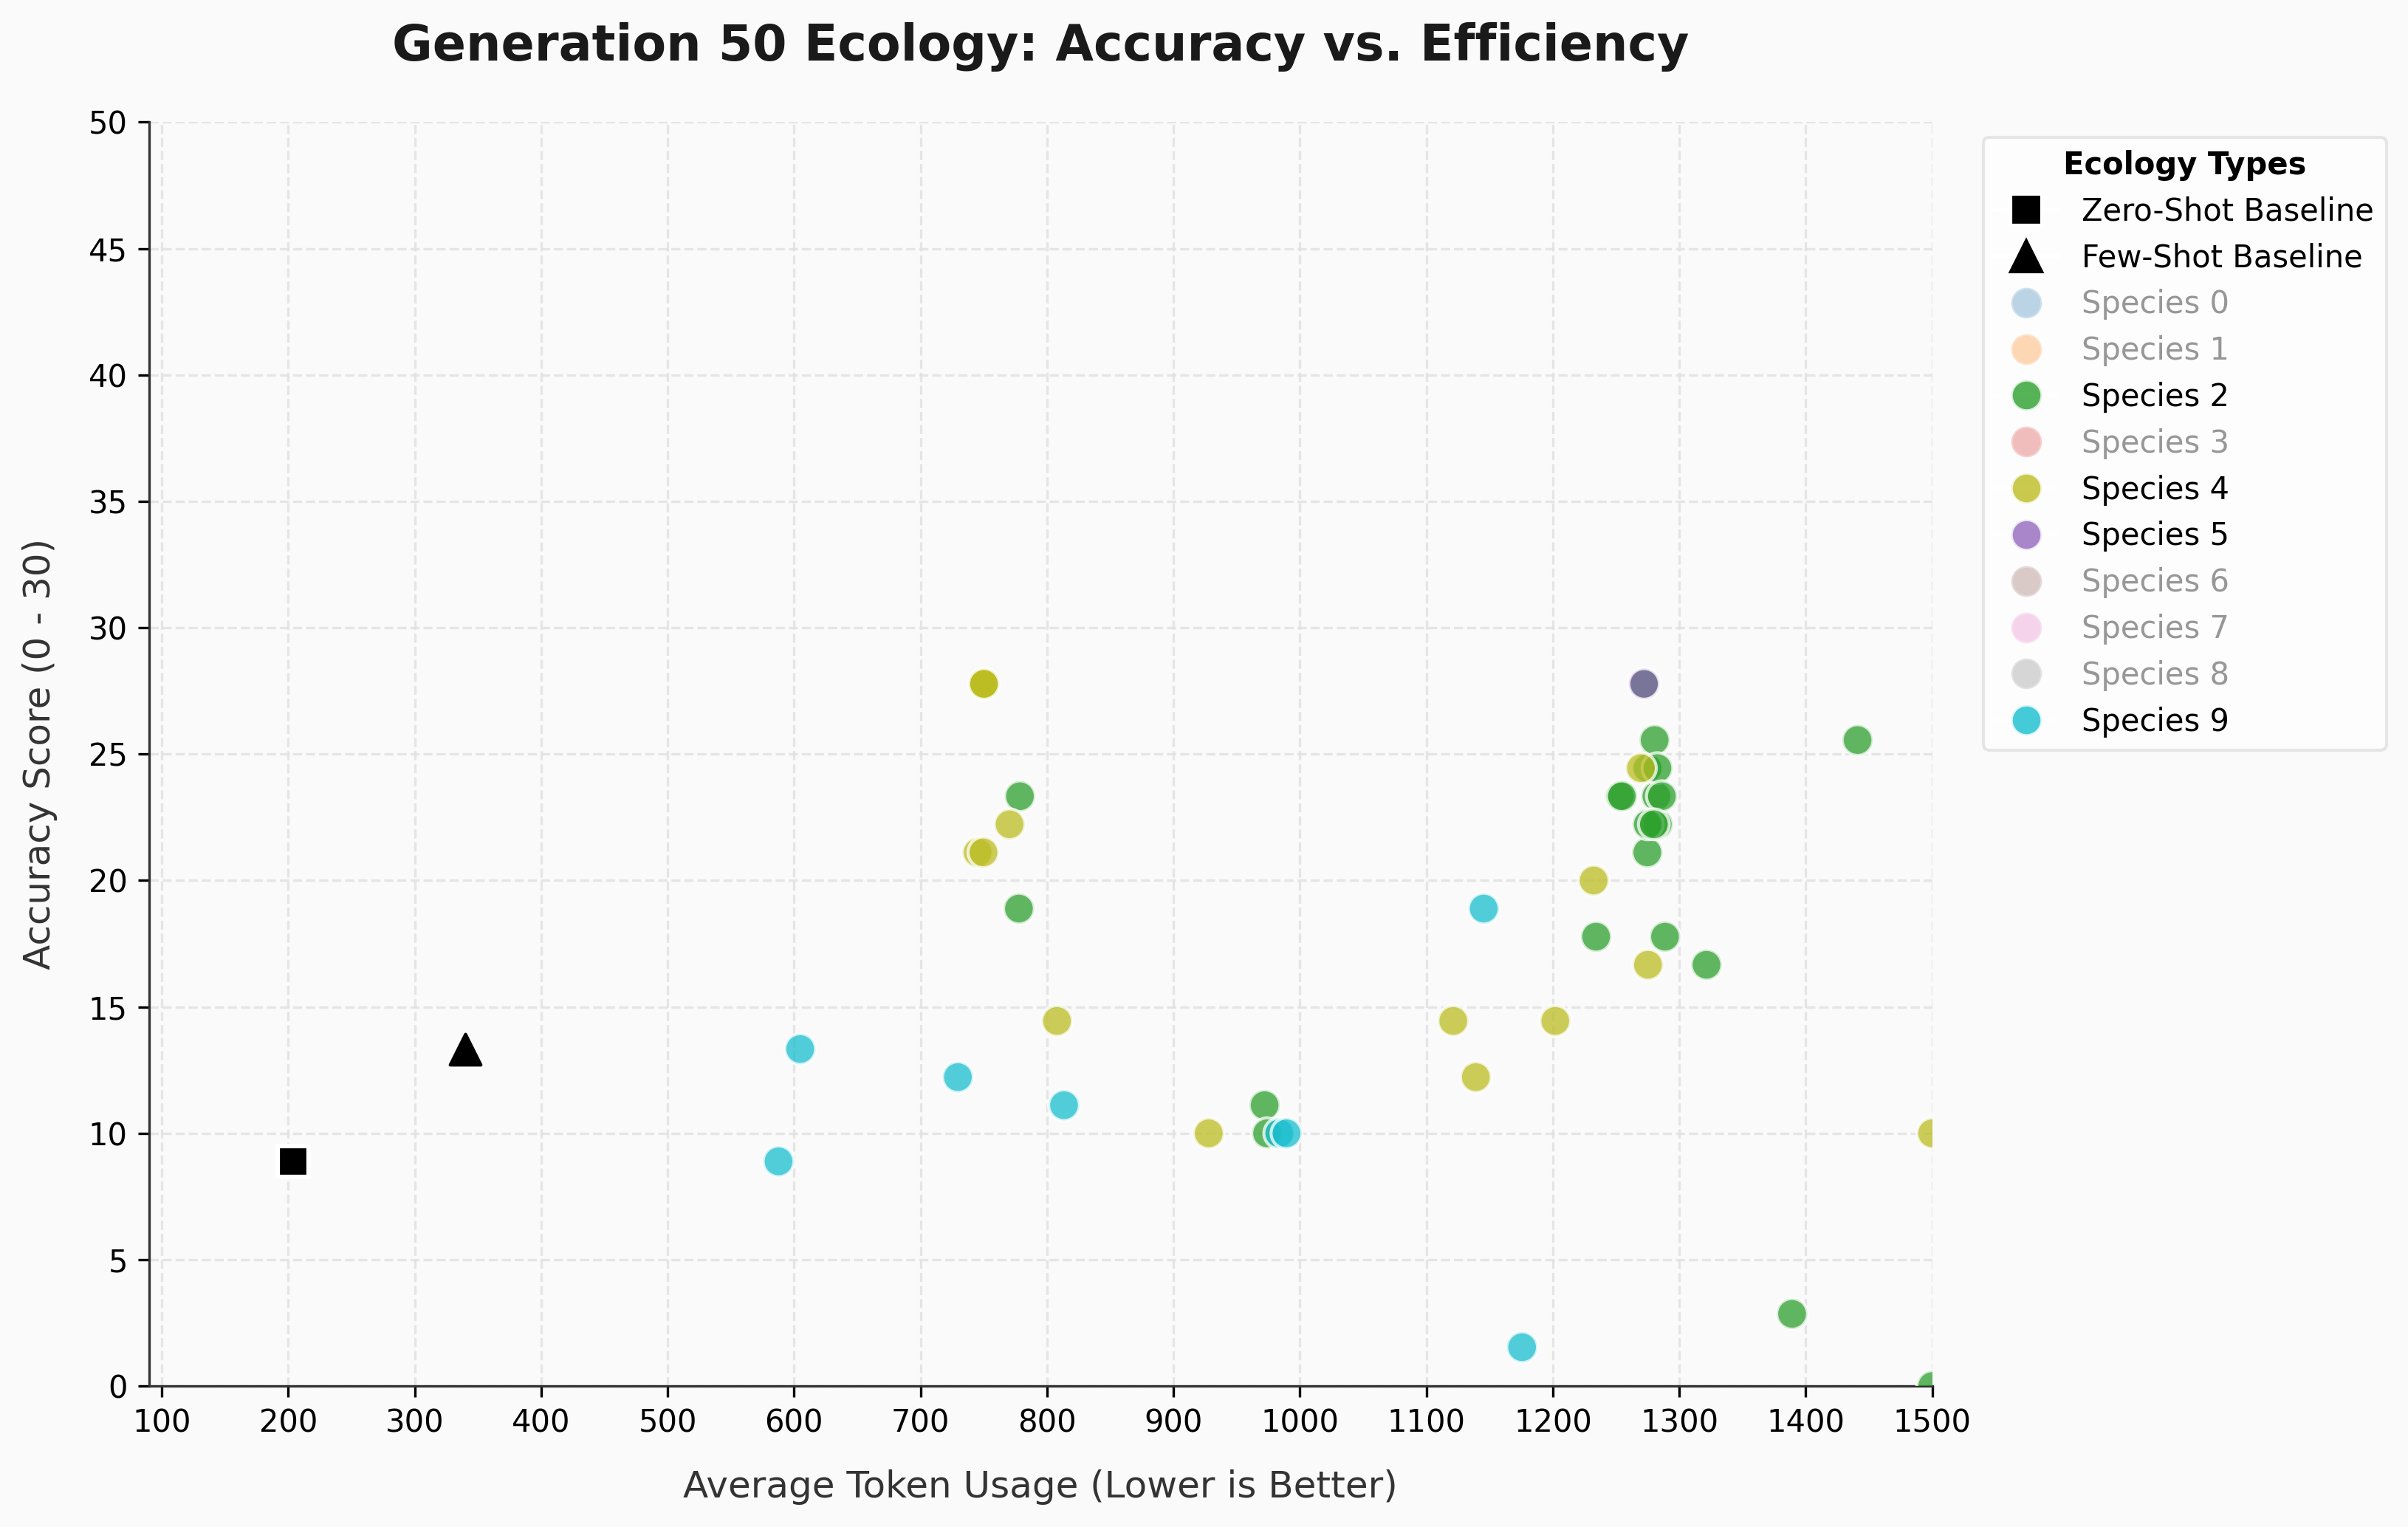 Generation 50 Ecology: Accuracy vs. Efficiency
50
45
40
35
30
25
20
15
10
5
0
Accuracy Score (0 - 30)
100 200 300 400 500 600 700 800 900 1000 1100 1200 1300 1400 1500
Average Token Usage (Lower is Better)
Ecology Types
Zero-Shot Baseline
Few-Shot Baseline
Species 0
Species 1
Species 2
Species 3
Species 4
Species 5
Species 6
Species 7
Species 8
Species 9